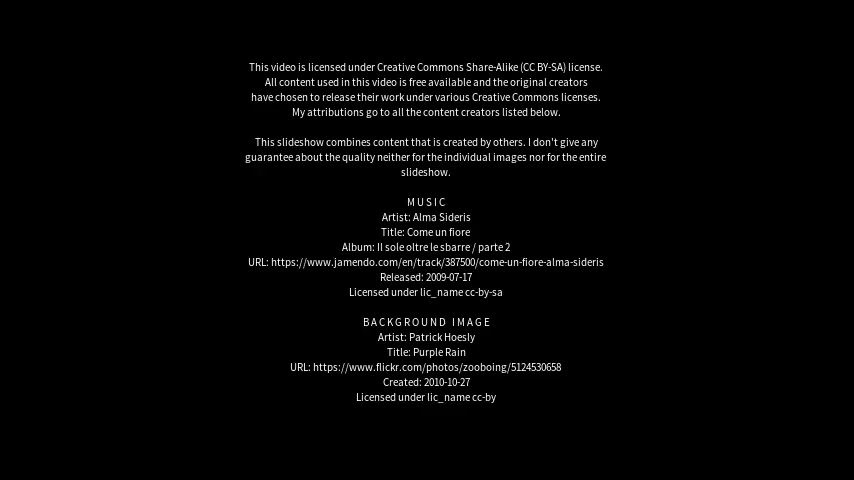 This video is licensed under Creative Commons Share-Alike (CC BY-SA) license.
All content used in this video is free available and the original creators
have chosen to release their work under various Creative Commons licenses.
My attributions go to all the content creators listed below.
This slideshow combines content that is created by others. I don't give any
guarantee about the quality neither for the individual images nor for the entire
slideshow.
MUSIC
Artist: Alma Sideris
Title: Come un fiore
Album: Il sole oltre le sbarre / parte 2
URL: https://www.jamendo.com/en/track/387500/come-un-fiore-alma-sideris
Released: 2009-07-17
Licensed under lic_name cc-by-sa
BACKGROUND IMAGE
Artist: Patrick Hoesly
Title: Purple Rain
URL: https://www.flickr.com/photos/zooboing/5124530658
Created: 2010-10-27
Licensed under lic_name cc-by